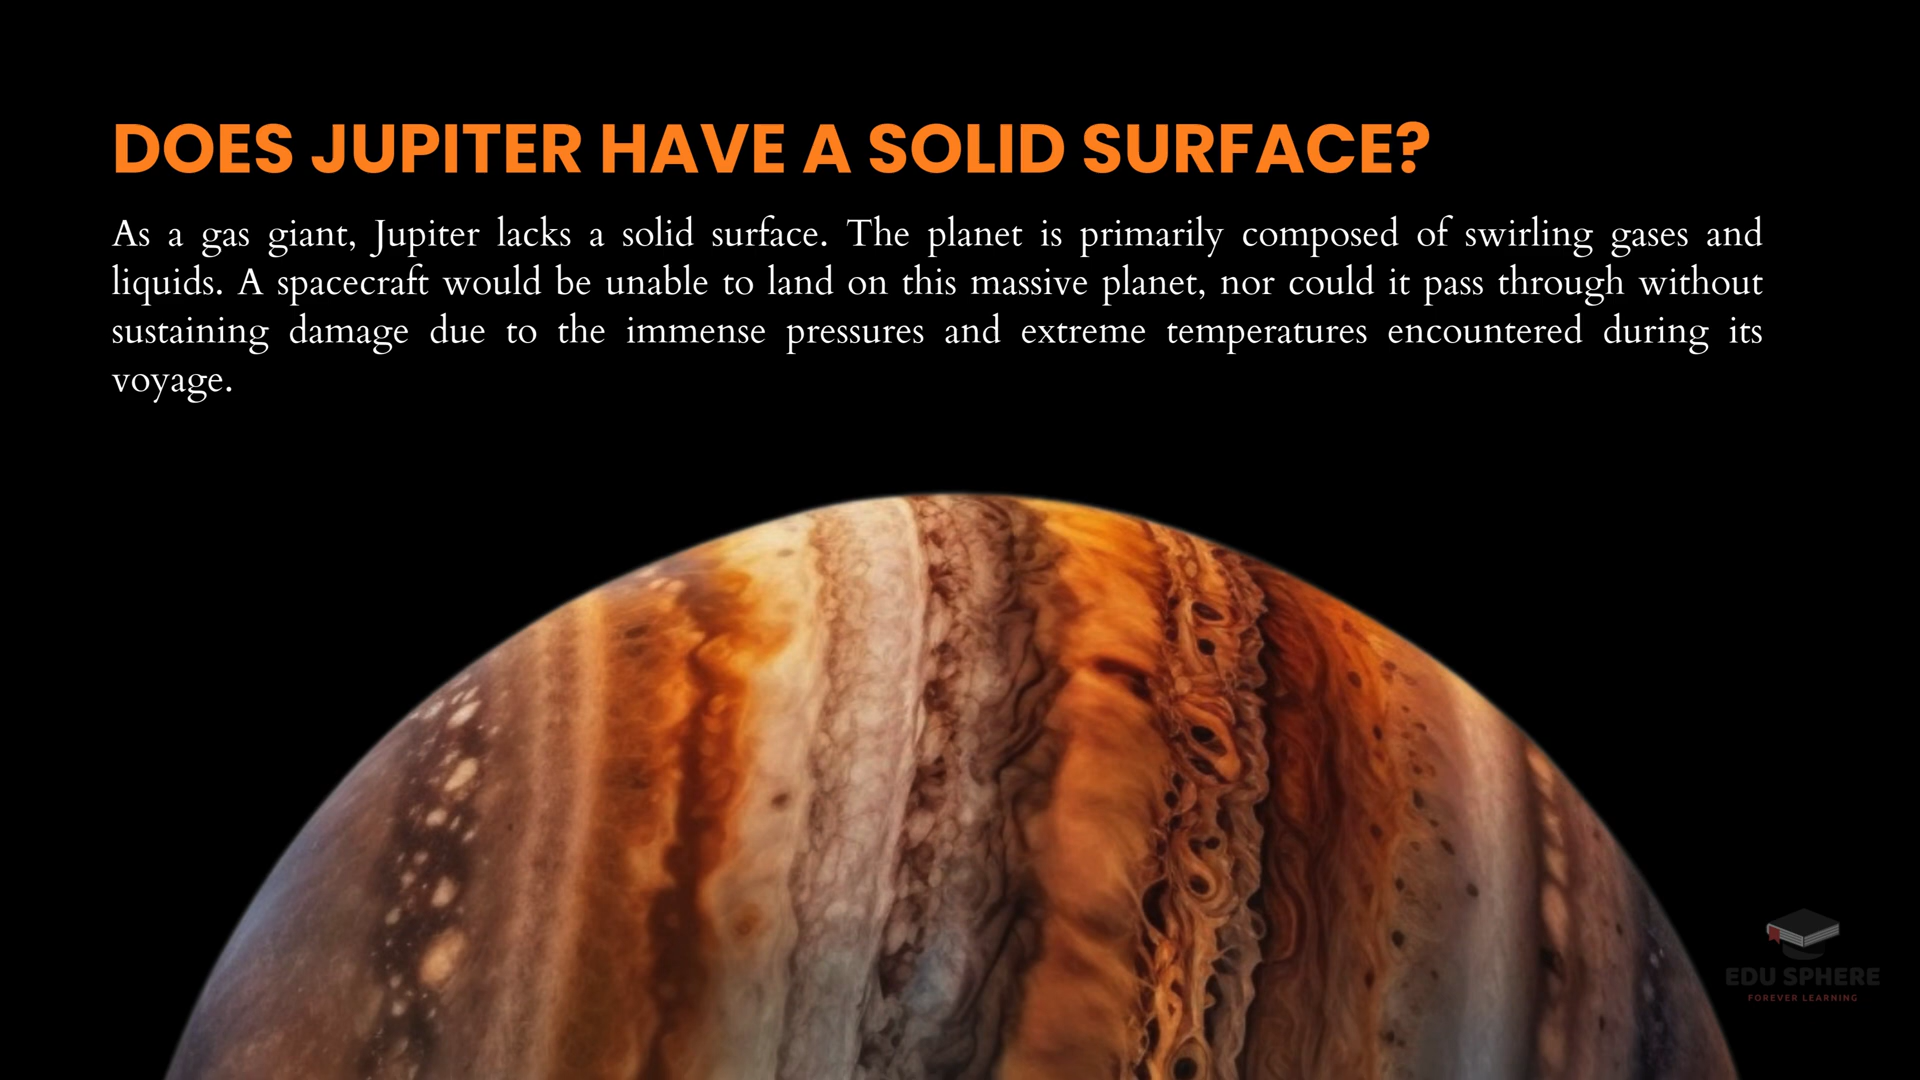 DOES JUPITER HAVE A SOLID SURFACE?
As a gas giant, Jupiter lacks a solid surface. The planet is primarily composed of swirling gases and
liquids. A spacecraft would be unable to land on this massive planet, nor could it pass through without
sustaining damage due to the immense pressures and extreme temperatures encountered during its
voyage.
EDU SPHERE
FOREVER LEARNING